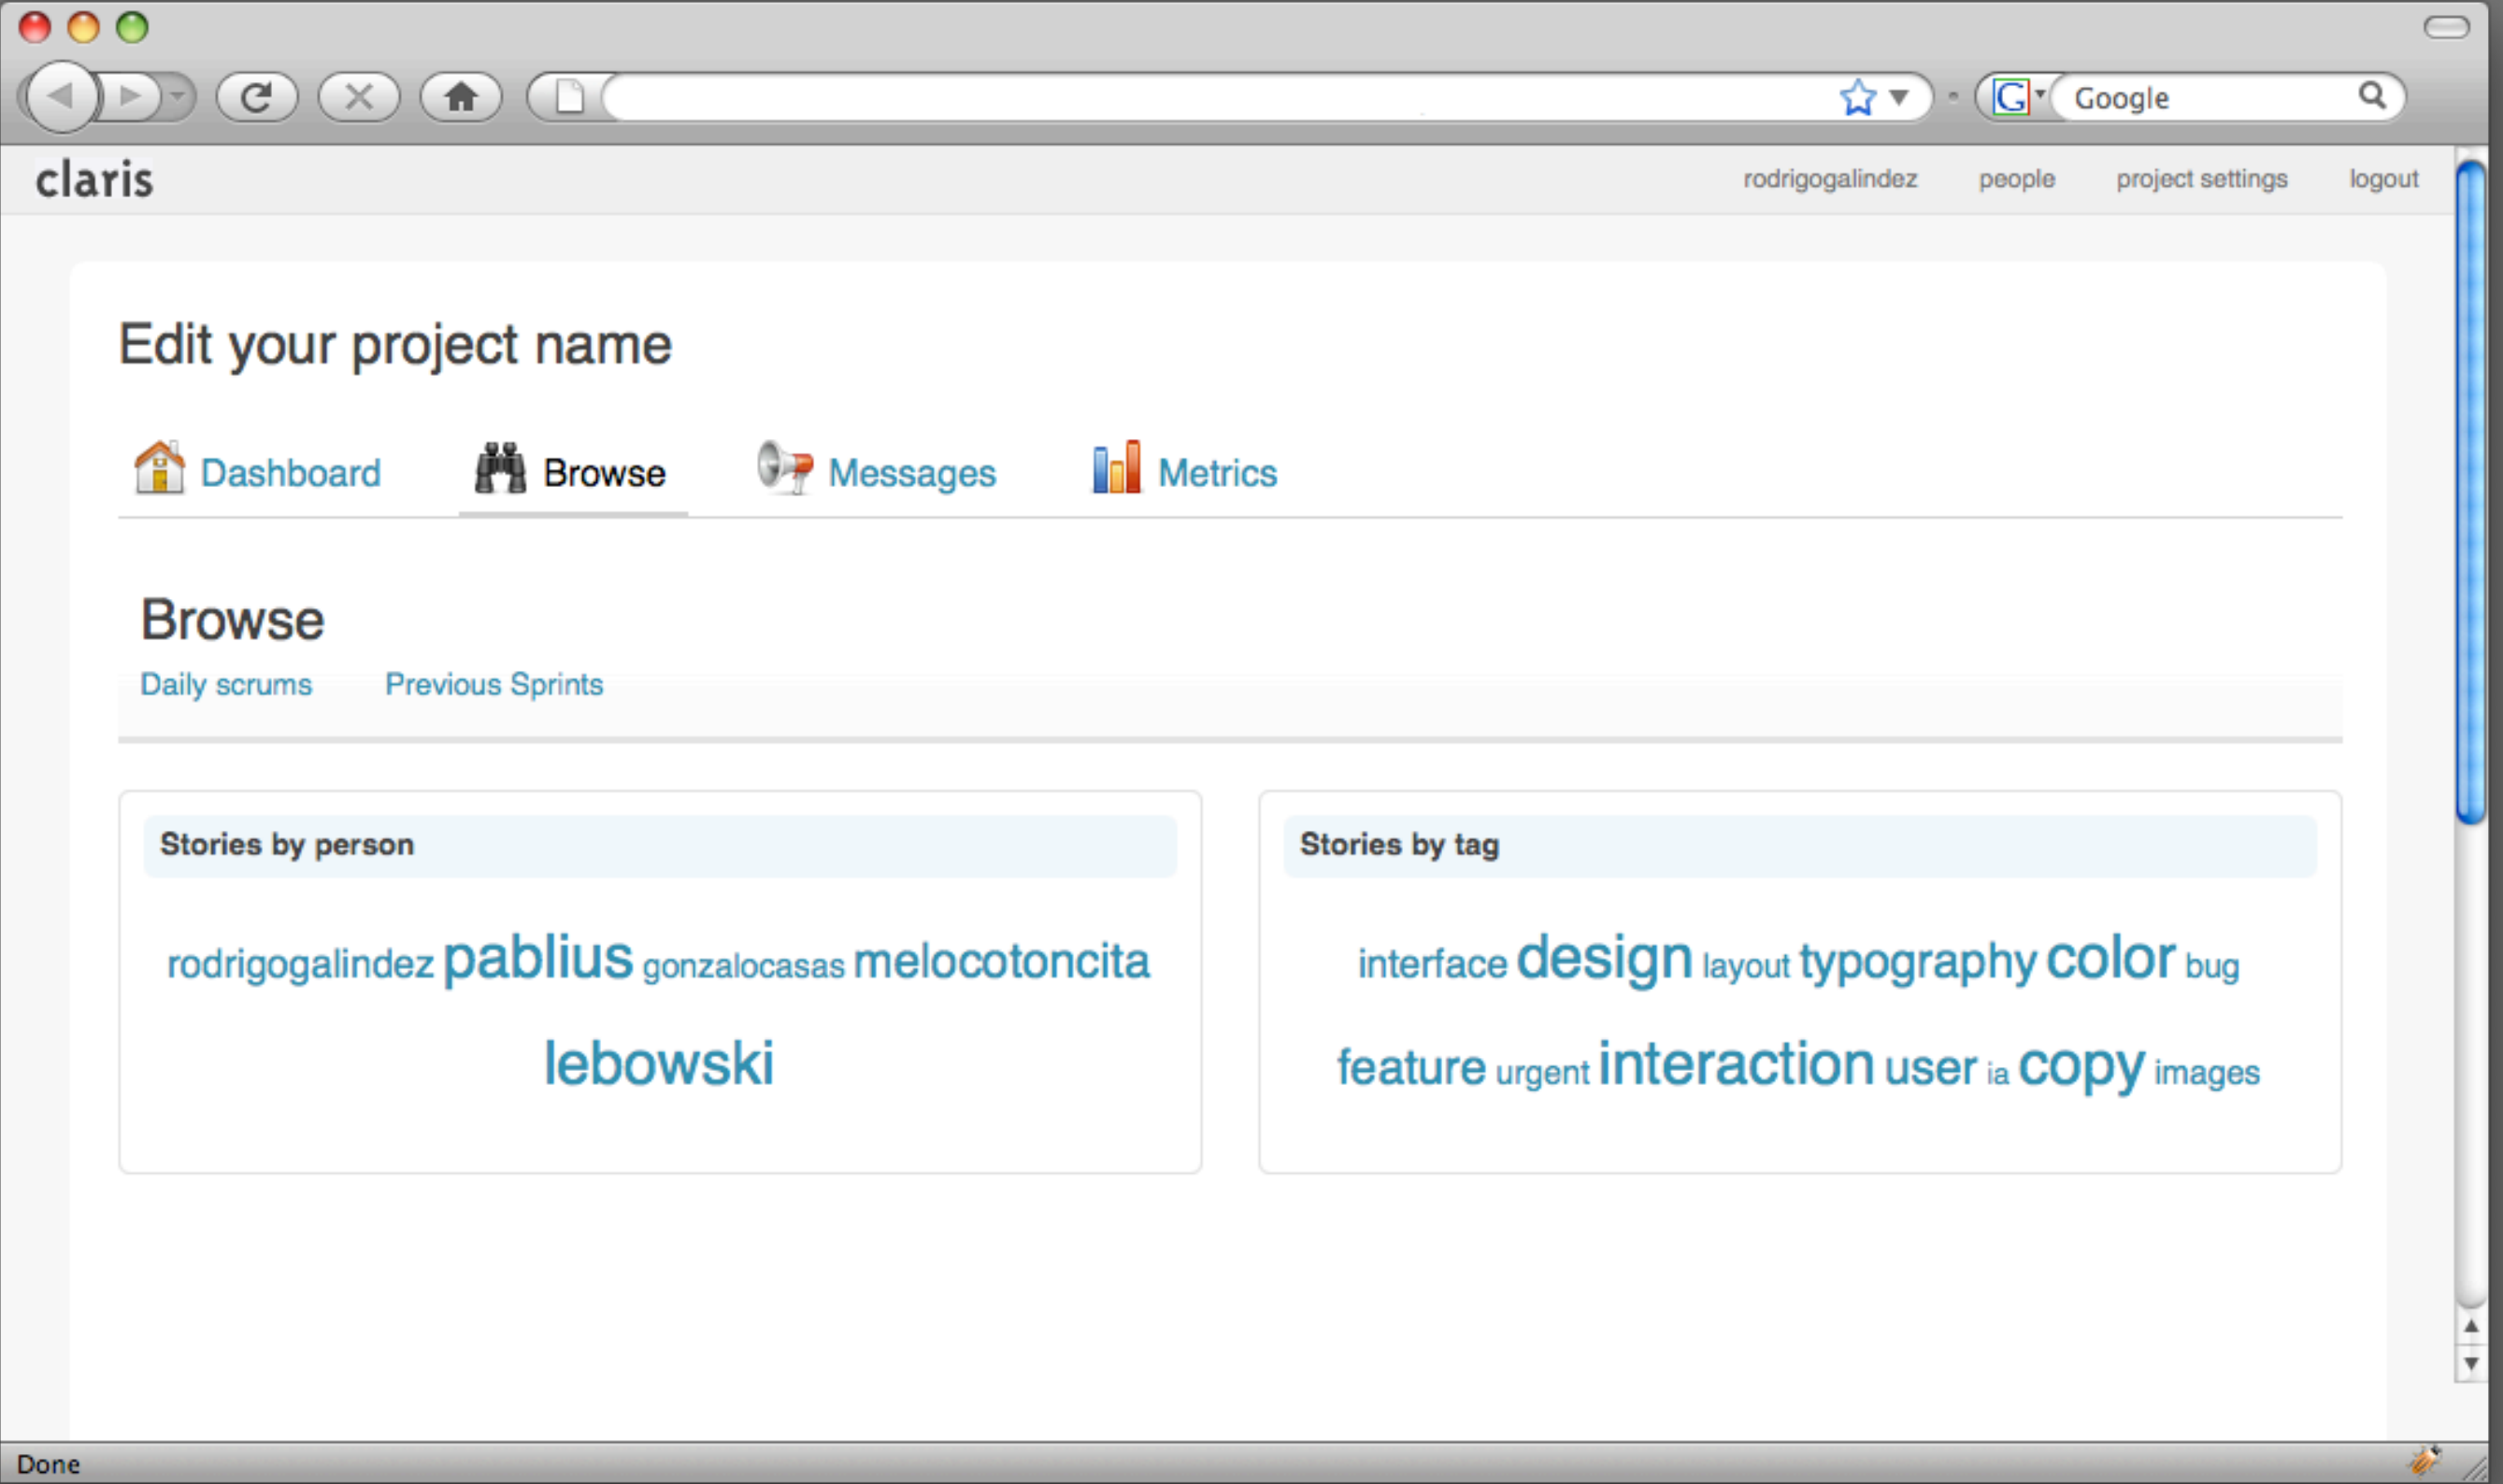 Google
claris
rodrigogalindez people project settings logout
Edit your project name
Dashboard Browse Messages Metrics
Browse
Daily scrums Previous Sprints
Stories by person
rodrigogalindez pablius gonzalocasas melocotoncita
lebowski
Stories by tag
interface design layout typography color bug
feature urgent interaction user ia copy images
Done